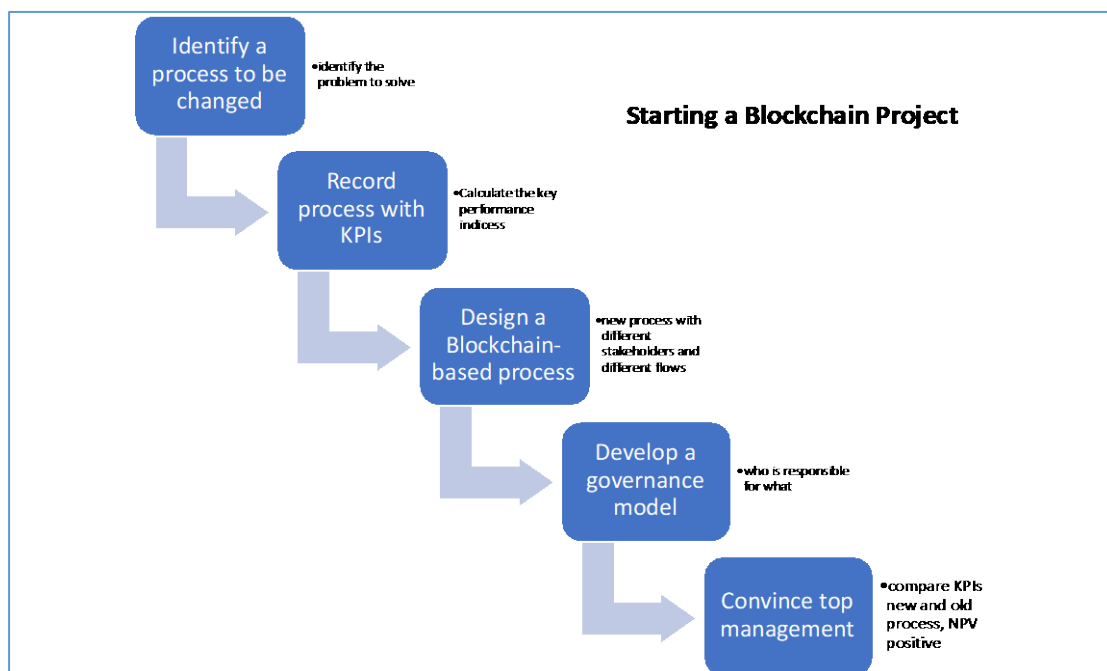 Identify a
process to be
changed
•identify the
problem to solve
Starting a Blockchain Project
Record
process with
KPIs
•Calculate the key
performance
indicess
Design a
Blockchain-
based process
•new process with
different
stakeholders and
different flows
Develop a
governance
model
•who is responsible
for what
Convince top
management
•compare KPIs
new and old
process, NPV
positive